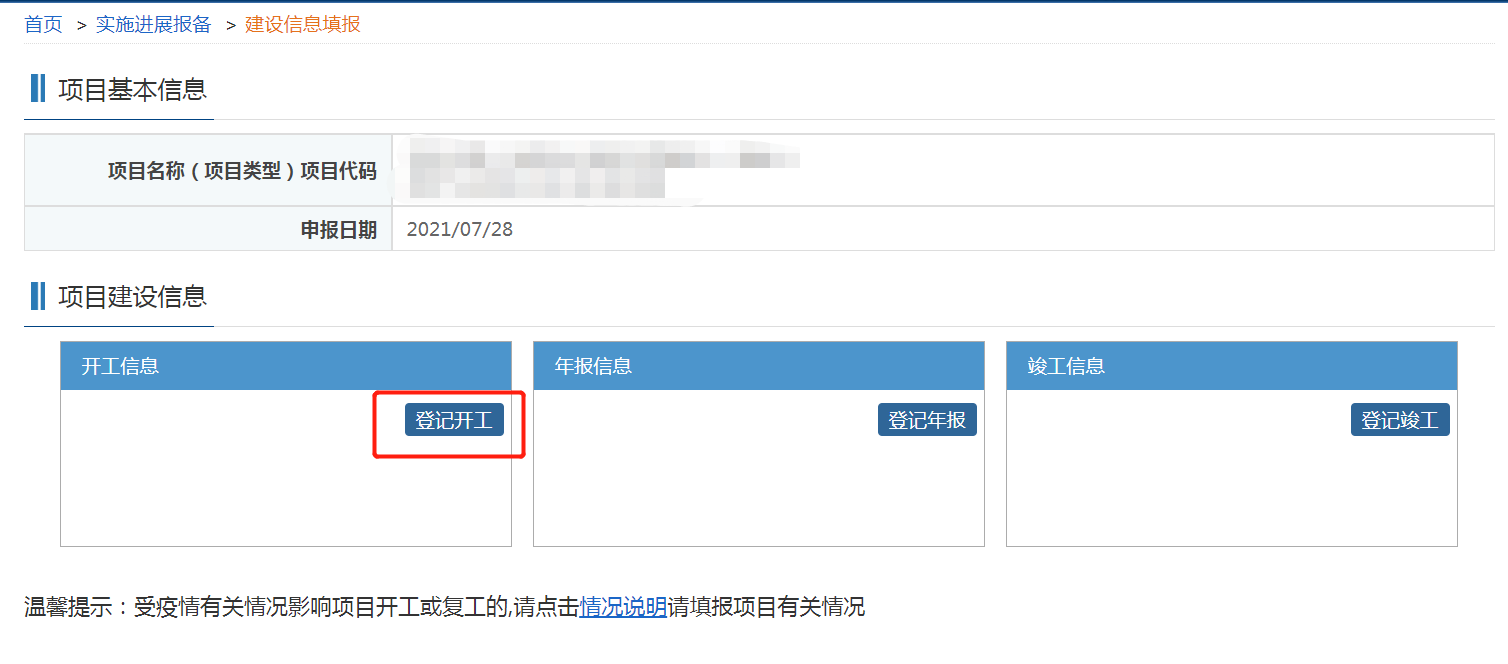 首页 > 实施进展报备 > 建设信息填报
项目基本信息
项目名称（项目类型）项目代码
申报日期 2021/07/28
项目建设信息
开工信息 年报信息 竣工信息
登记开工 登记年报 登记竣工
温馨提示：受疫情有关情况影响项目开工或复工的,请点击情况说明请填报项目有关情况